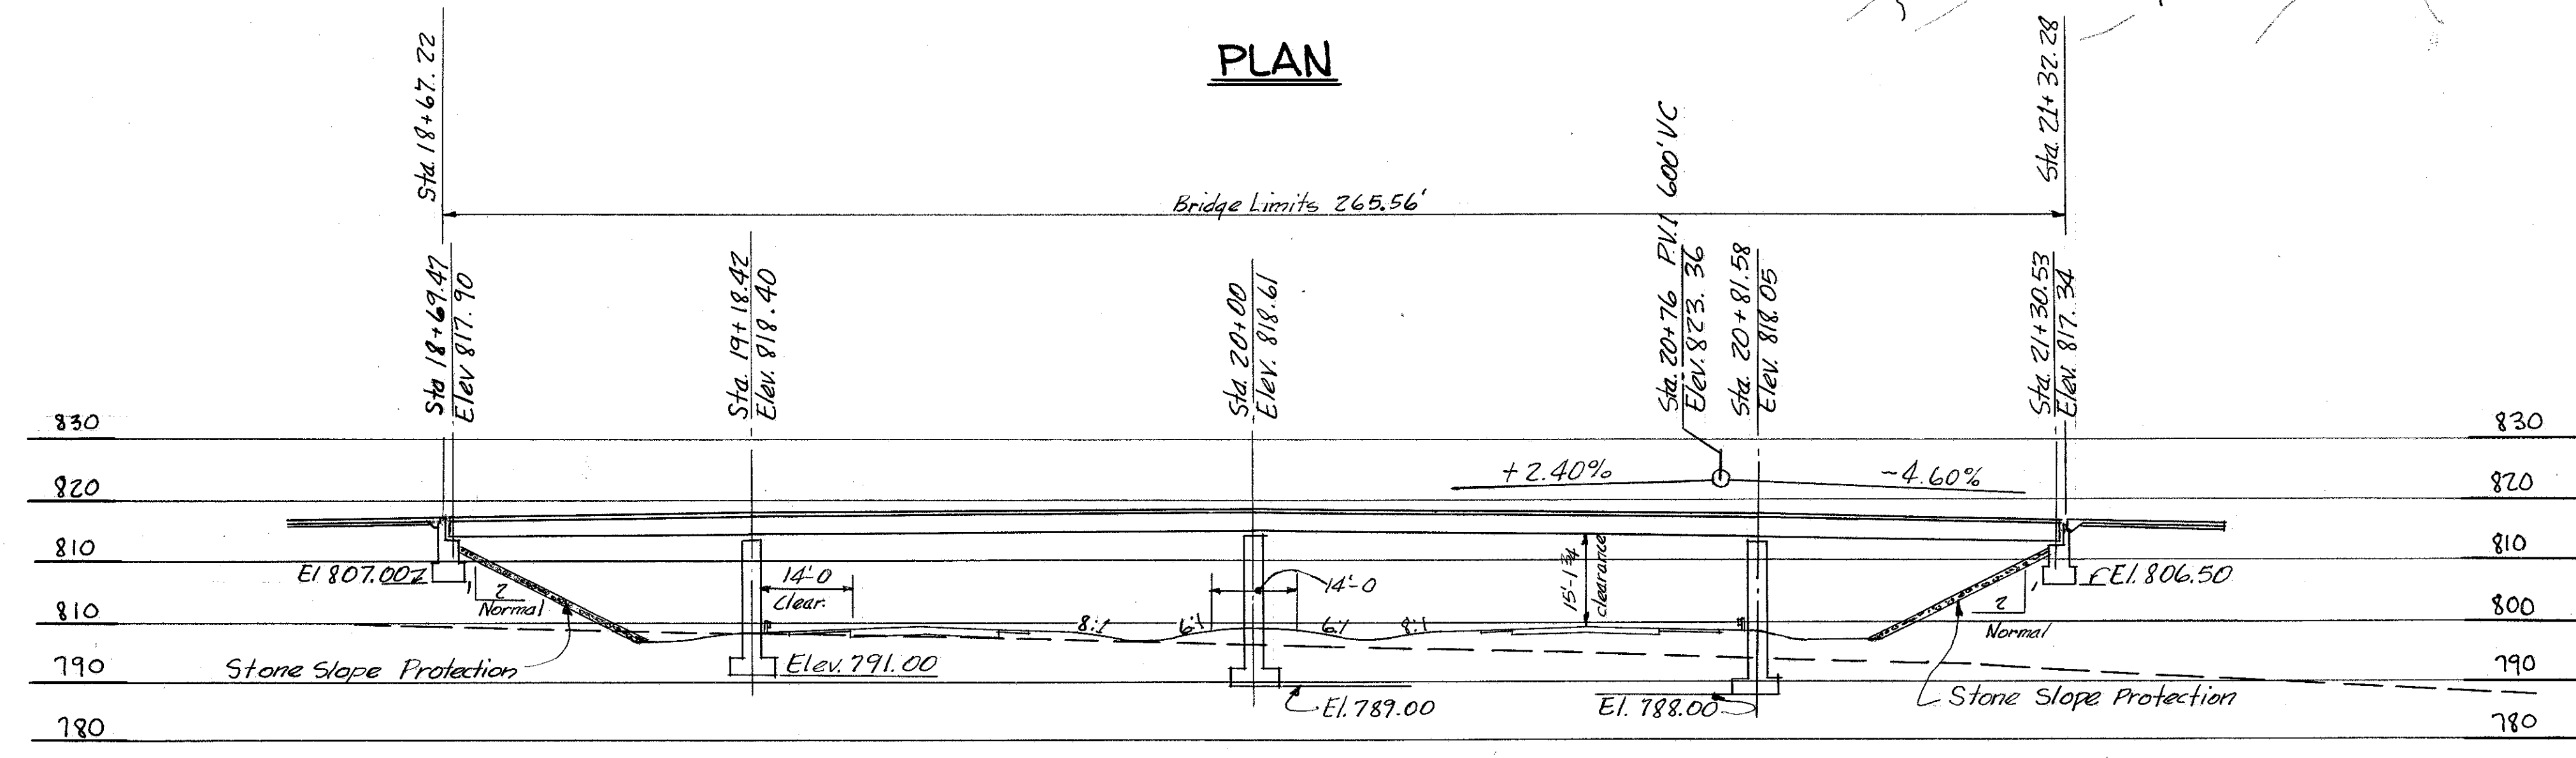 PLAN
Sta. 18+67.22
Sta. 21+32.28
Bridge Limits 265.56'
Sta 18+69.47
Elev 817.90
Sta. 19+18.42
Elev. 818.40
Sta. 20+00
Elev. 818.61
Sta. 20+76 P.V.I 600' VC
Elev. 823.36
Sta. 20+81.58
Elev. 818.05
Sta. 21+30.53
Elev. 817.34
830
830
+2.40%
-4.60%
820
820
810
810
El 807.00
El. 806.50
2
1
Normal
14'-0
Clear.
14'-0
15'-1 3/4
clearance
2
1
Normal
810
800
8:1
6:1
6:1
8:1
Stone Slope Protection
Elev. 791.00
790
790
El. 789.00
El. 788.00
Stone Slope Protection
780
780